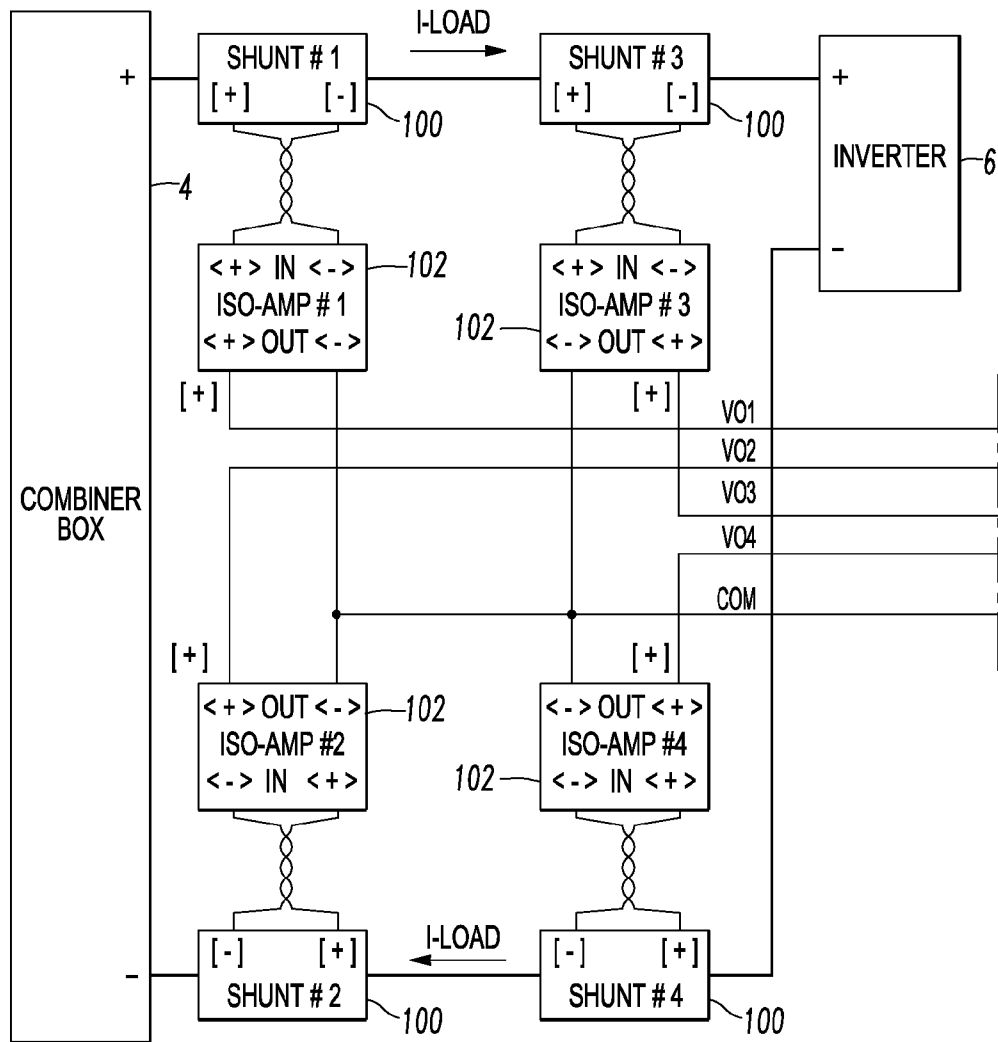 I-LOAD
SHUNT # 1
[+] [-]
100
SHUNT # 3
[+] [-]
100
+
+
INVERTER
6
-
4
< + > IN < - >
ISO-AMP # 1
< + > OUT < - >
102
< + > IN < - >
ISO-AMP # 3
< - > OUT < + >
102
[+]
[+]
VO1
VO2
VO3
VO4
COM
COMBINER
BOX
[+]
[+]
< + > OUT < - >
ISO-AMP #2
< - > IN < + >
102
< - > OUT < + >
ISO-AMP #4
< - > IN < + >
102
I-LOAD
-
[-] [+]
SHUNT # 2
100
[-] [+]
SHUNT # 4
100